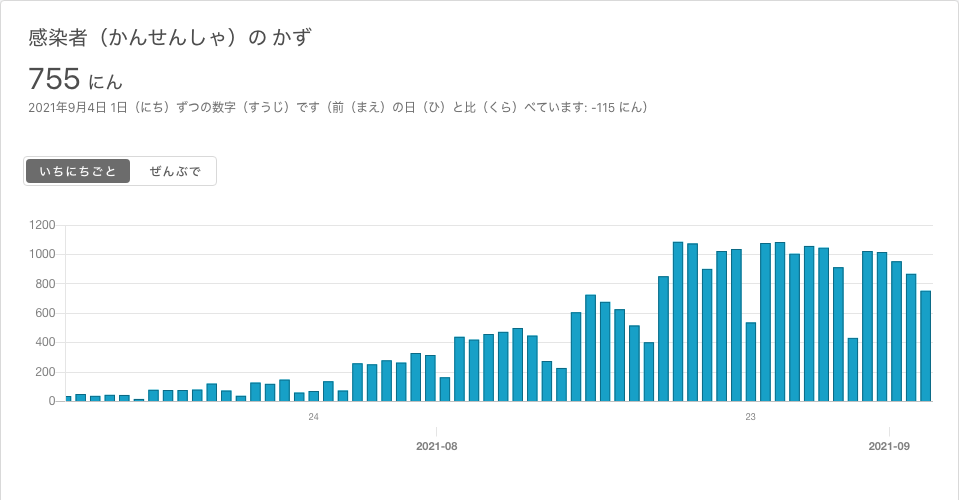 感染者（かんせんしゃ）の かず
755 にん
2021年9月4日 1日（にち）ずつの数字（すうじ）です（前（まえ）の日（ひ）と比（くら）べています: -115 にん）
いちにちごと ぜんぶで
1200
1000
800
600
400
200
0
24 23
2021-08 2021-09